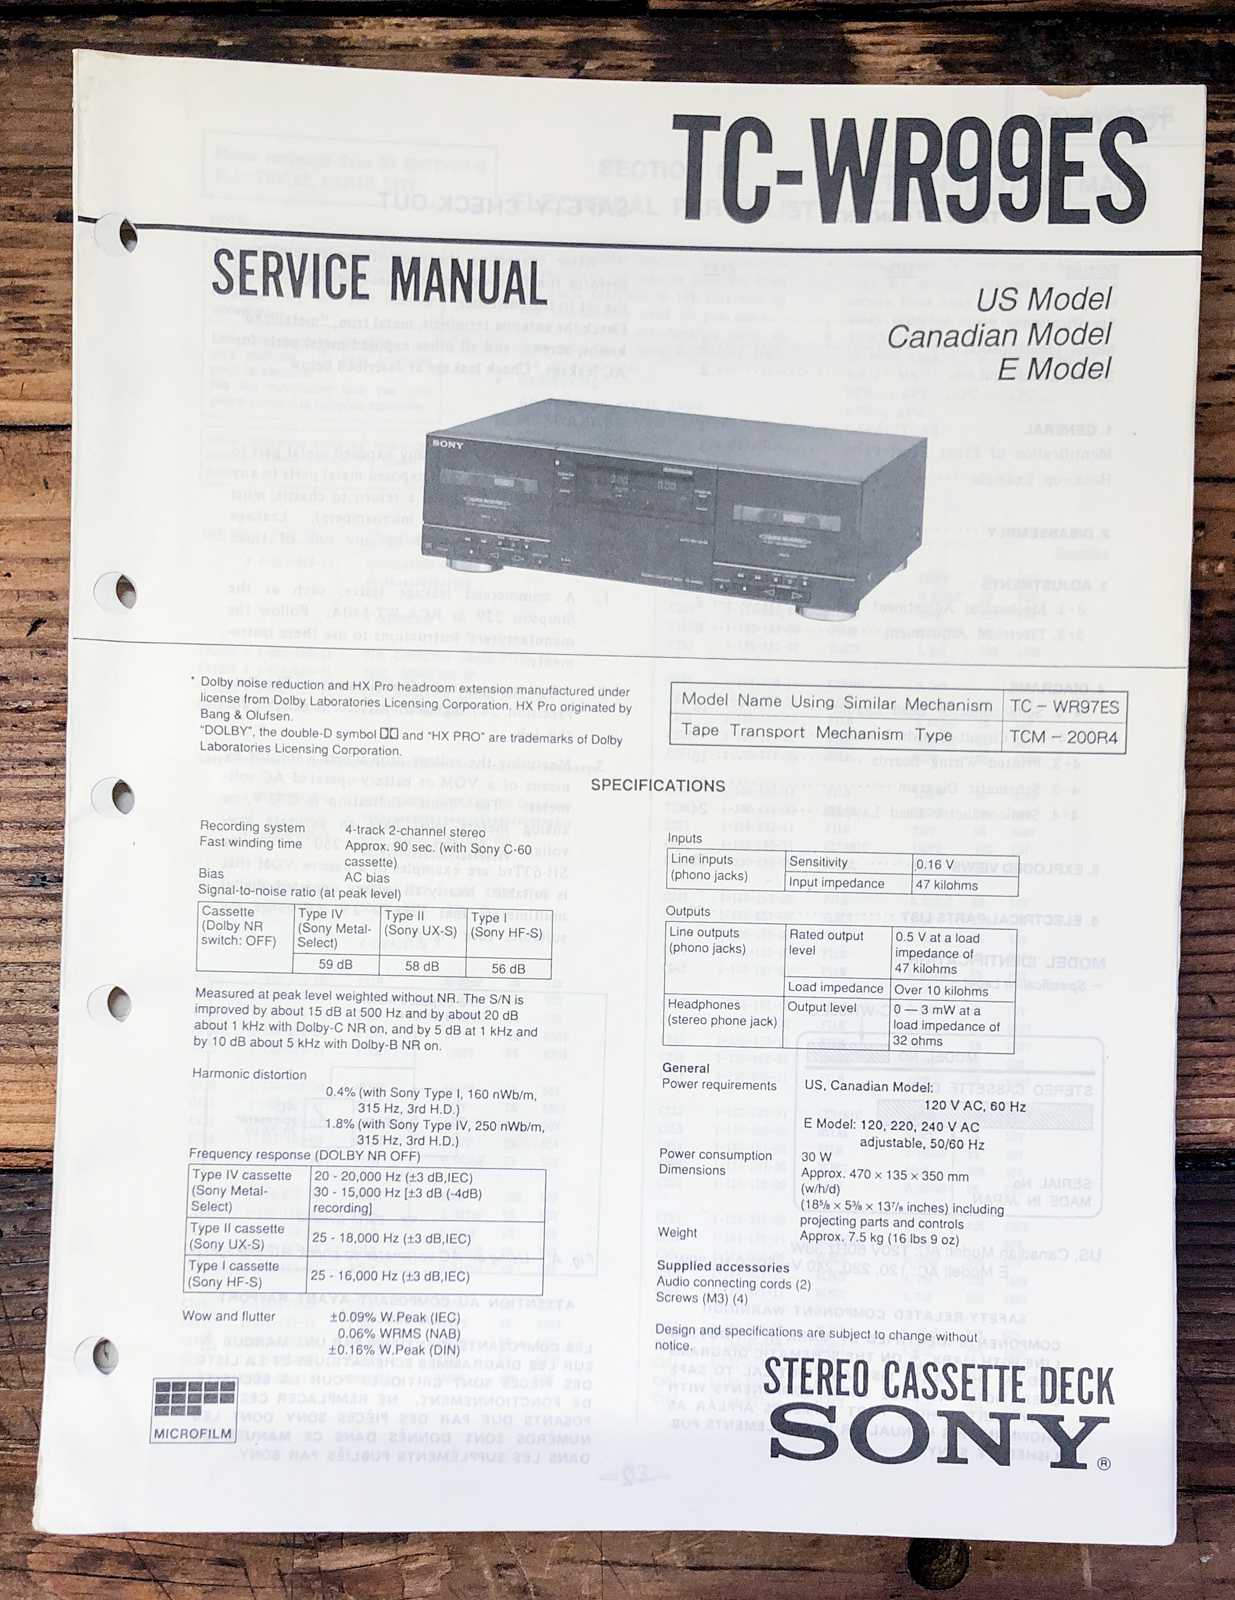 TC-WR99ES
SERVICE MANUAL
US Model
Canadian Model
E Model
SONY
* Dolby noise reduction and HX Pro headroom extension manufactured under
license from Dolby Laboratories Licensing Corporation. HX Pro originated by
Bang & Olufsen.
"DOLBY", the double-D symbol and "HX PRO" are trademarks of Dolby
Laboratories Licensing Corporation.
Model Name Using Similar Mechanism TC – WR97ES
Tape Transport Mechanism Type TCM – 200R4
SPECIFICATIONS
Recording system 4-track 2-channel stereo
Fast winding time Approx. 90 sec. (with Sony C-60
cassette)
Bias AC bias
Signal-to-noise ratio (at peak level)
Cassette Type IV Type II Type I
(Dolby NR (Sony Metal- (Sony UX-S) (Sony HF-S)
switch: OFF) Select)
59 dB 58 dB 56 dB
Measured at peak level weighted without NR. The S/N is
improved by about 15 dB at 500 Hz and by about 20 dB
about 1 kHz with Dolby-C NR on, and by 5 dB at 1 kHz and
by 10 dB about 5 kHz with Dolby-B NR on.
Harmonic distortion
0.4% (with Sony Type I, 160 nWb/m,
315 Hz, 3rd H.D.)
1.8% (with Sony Type IV, 250 nWb/m,
315 Hz, 3rd H.D.)
Frequency response (DOLBY NR OFF)
Type IV cassette 20 - 20,000 Hz (±3 dB,IEC)
(Sony Metal- 30 - 15,000 Hz [±3 dB (-4dB)
Select) recording]
Type II cassette 25 - 18,000 Hz (±3 dB,IEC)
(Sony UX-S)
Type I cassette 25 - 16,000 Hz (±3 dB,IEC)
(Sony HF-S)
Wow and flutter ±0.09% W.Peak (IEC)
0.06% WRMS (NAB)
±0.16% W.Peak (DIN)
MICROFILM
Inputs
Line inputs Sensitivity 0.16 V
(phono jacks) Input impedance 47 kilohms
Outputs
Line outputs Rated output 0.5 V at a load
(phono jacks) level impedance of
47 kilohms
Load impedance Over 10 kilohms
Headphones Output level 0 — 3 mW at a
(stereo phone jack) load impedance of
32 ohms
General
Power requirements US, Canadian Model:
120 V AC, 60 Hz
E Model: 120, 220, 240 V AC
adjustable, 50/60 Hz
Power consumption 30 W
Dimensions Approx. 470 × 135 × 350 mm
(w/h/d)
(18⅝ × 5⅜ × 13⅞ inches) including
projecting parts and controls
Weight Approx. 7.5 kg (16 lbs 9 oz)
Supplied accessories
Audio connecting cords (2)
Screws (M3) (4)
Design and specifications are subject to change without
notice.
STEREO CASSETTE DECK
SONY®